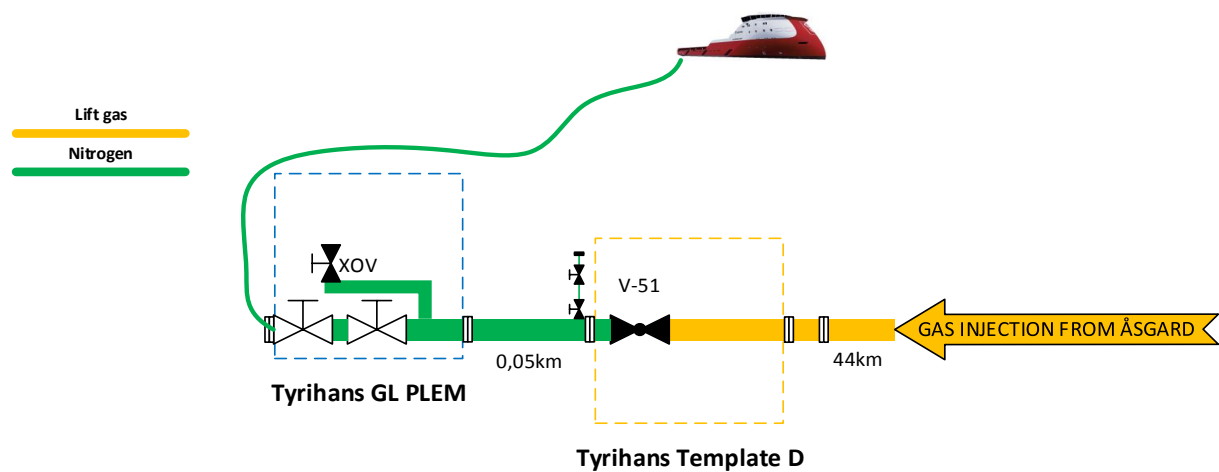 Lift gas
Nitrogen
XOV
V-51
GAS INJECTION FROM ÅSGARD
0,05km
44km
Tyrihans GL PLEM
Tyrihans Template D